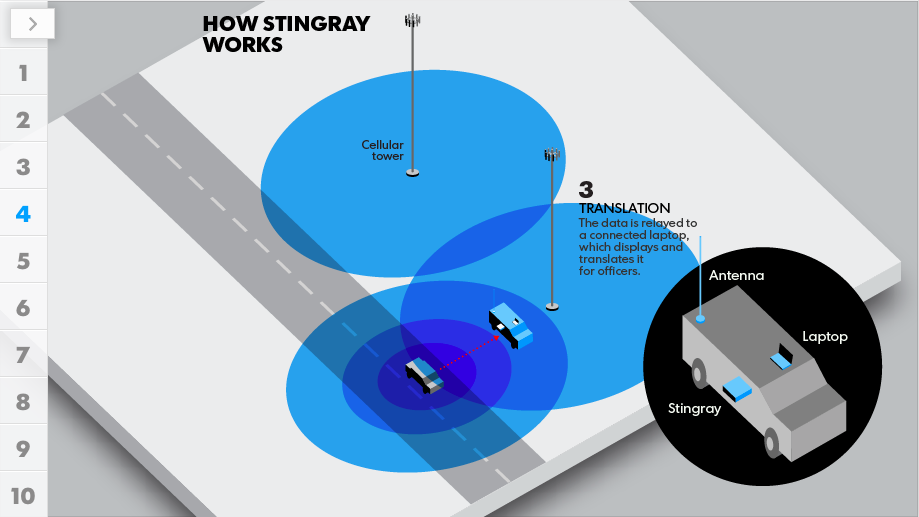 HOW STINGRAY
WORKS
1
2
3
4
5
6
7
8
9
10
Cellular
tower
3
TRANSLATION
The data is relayed to
a connected laptop,
which displays and
translates it
for officers.
Antenna
Laptop
Stingray